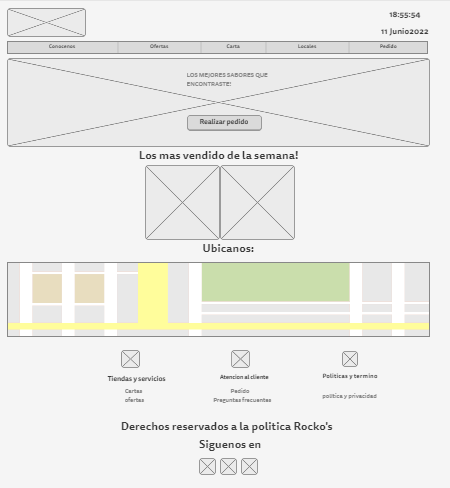 18:55:54
11 Junio2022
Conocenos Ofertas Carta Locales Pedido
LOS MEJORES SABORES QUE
ENCONTRASTE!
Realizar pedido
Los mas vendido de la semana!
Ubicanos:
Tiendas y servicios Atencion al cliente Politicas y termino
Cartas Pedido politica y privacidad
ofertas Preguntas frecuentes
Derechos reservados a la politica Rocko's
Siguenos en